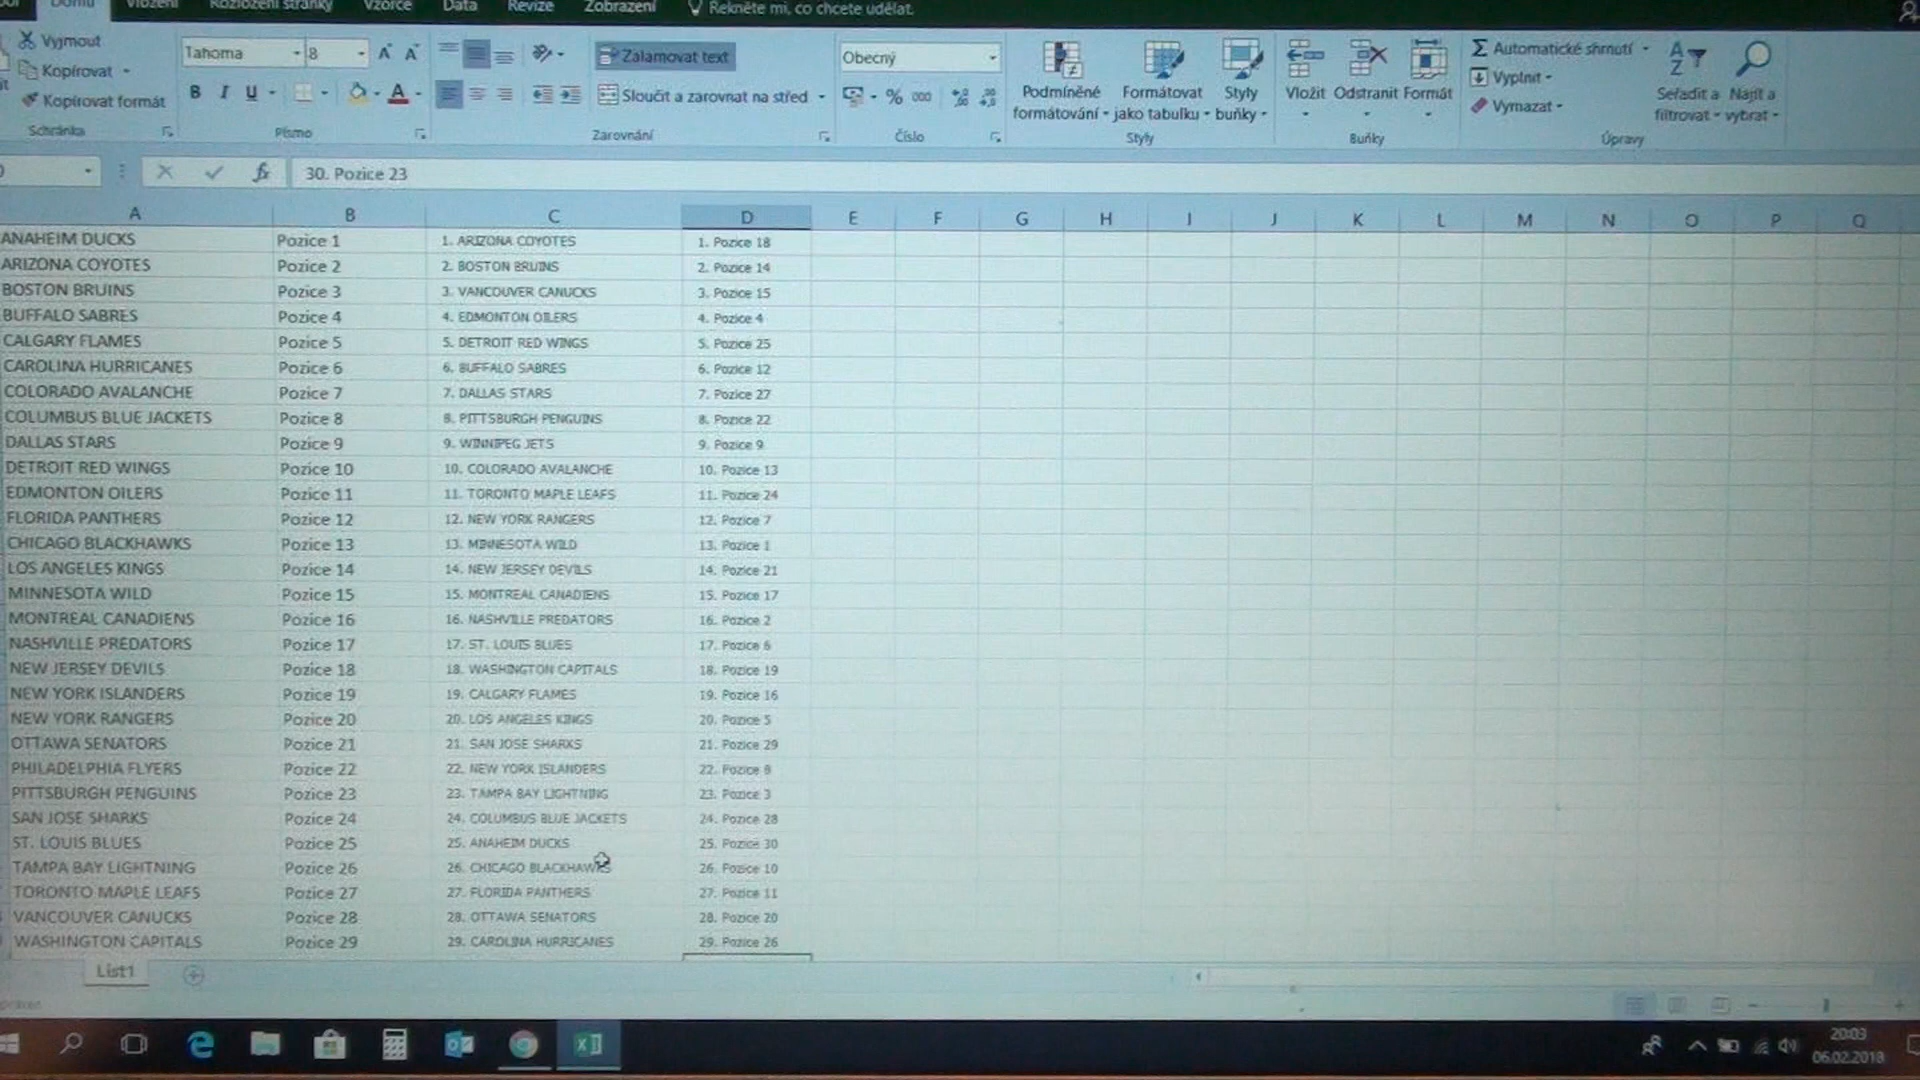 Domů Vložení Rozložení stránky Vzorce Data Revize Zobrazení Řekněte mi, co chcete udělat.
Vyjmout
Kopírovat
Kopírovat formát
Schránka
Tahoma 8
B I U
Písmo
Zalamovat text
Sloučit a zarovnat na střed
Zarovnání
Obecný
% 000
Číslo
Podmíněné formátování
Formátovat jako tabulku
Styly buňky
Styly
Vložit Odstranit Formát
Buňky
Automatické shrnutí
Vyplnit
Vymazat
Seřadit a filtrovat
Najít a vybrat
Úpravy
fx 30. Pozice 23
A B C D E F G H I J K L M N O P Q
ANAHEIM DUCKS Pozice 1 1. ARIZONA COYOTES 1. Pozice 18
ARIZONA COYOTES Pozice 2 2. BOSTON BRUINS 2. Pozice 14
BOSTON BRUINS Pozice 3 3. VANCOUVER CANUCKS 3. Pozice 15
BUFFALO SABRES Pozice 4 4. EDMONTON OILERS 4. Pozice 4
CALGARY FLAMES Pozice 5 5. DETROIT RED WINGS 5. Pozice 25
CAROLINA HURRICANES Pozice 6 6. BUFFALO SABRES 6. Pozice 12
COLORADO AVALANCHE Pozice 7 7. DALLAS STARS 7. Pozice 27
COLUMBUS BLUE JACKETS Pozice 8 8. PITTSBURGH PENGUINS 8. Pozice 22
DALLAS STARS Pozice 9 9. WINNIPEG JETS 9. Pozice 9
DETROIT RED WINGS Pozice 10 10. COLORADO AVALANCHE 10. Pozice 13
EDMONTON OILERS Pozice 11 11. TORONTO MAPLE LEAFS 11. Pozice 24
FLORIDA PANTHERS Pozice 12 12. NEW YORK RANGERS 12. Pozice 7
CHICAGO BLACKHAWKS Pozice 13 13. MINNESOTA WILD 13. Pozice 1
LOS ANGELES KINGS Pozice 14 14. NEW JERSEY DEVILS 14. Pozice 21
MINNESOTA WILD Pozice 15 15. MONTREAL CANADIENS 15. Pozice 17
MONTREAL CANADIENS Pozice 16 16. NASHVILLE PREDATORS 16. Pozice 2
NASHVILLE PREDATORS Pozice 17 17. ST. LOUIS BLUES 17. Pozice 6
NEW JERSEY DEVILS Pozice 18 18. WASHINGTON CAPITALS 18. Pozice 19
NEW YORK ISLANDERS Pozice 19 19. CALGARY FLAMES 19. Pozice 16
NEW YORK RANGERS Pozice 20 20. LOS ANGELES KINGS 20. Pozice 5
OTTAWA SENATORS Pozice 21 21. SAN JOSE SHARKS 21. Pozice 29
PHILADELPHIA FLYERS Pozice 22 22. NEW YORK ISLANDERS 22. Pozice 8
PITTSBURGH PENGUINS Pozice 23 23. TAMPA BAY LIGHTNING 23. Pozice 3
SAN JOSE SHARKS Pozice 24 24. COLUMBUS BLUE JACKETS 24. Pozice 28
ST. LOUIS BLUES Pozice 25 25. ANAHEIM DUCKS 25. Pozice 30
TAMPA BAY LIGHTNING Pozice 26 26. CHICAGO BLACKHAWKS 26. Pozice 10
TORONTO MAPLE LEAFS Pozice 27 27. FLORIDA PANTHERS 27. Pozice 11
VANCOUVER CANUCKS Pozice 28 28. OTTAWA SENATORS 28. Pozice 20
WASHINGTON CAPITALS Pozice 29 29. CAROLINA HURRICANES 29. Pozice 26
List1
20:03
06.02.2018